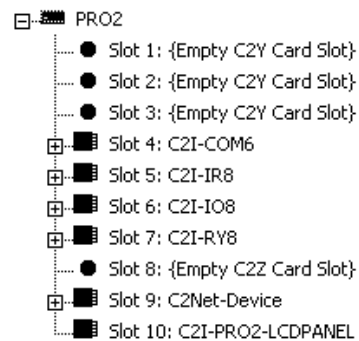 PRO2
Slot 1: {Empty C2Y Card Slot}
Slot 2: {Empty C2Y Card Slot}
Slot 3: {Empty C2Y Card Slot}
Slot 4: C2I-COM6
Slot 5: C2I-IR8
Slot 6: C2I-IO8
Slot 7: C2I-RY8
Slot 8: {Empty C2Z Card Slot}
Slot 9: C2Net-Device
Slot 10: C2I-PRO2-LCDPANEL